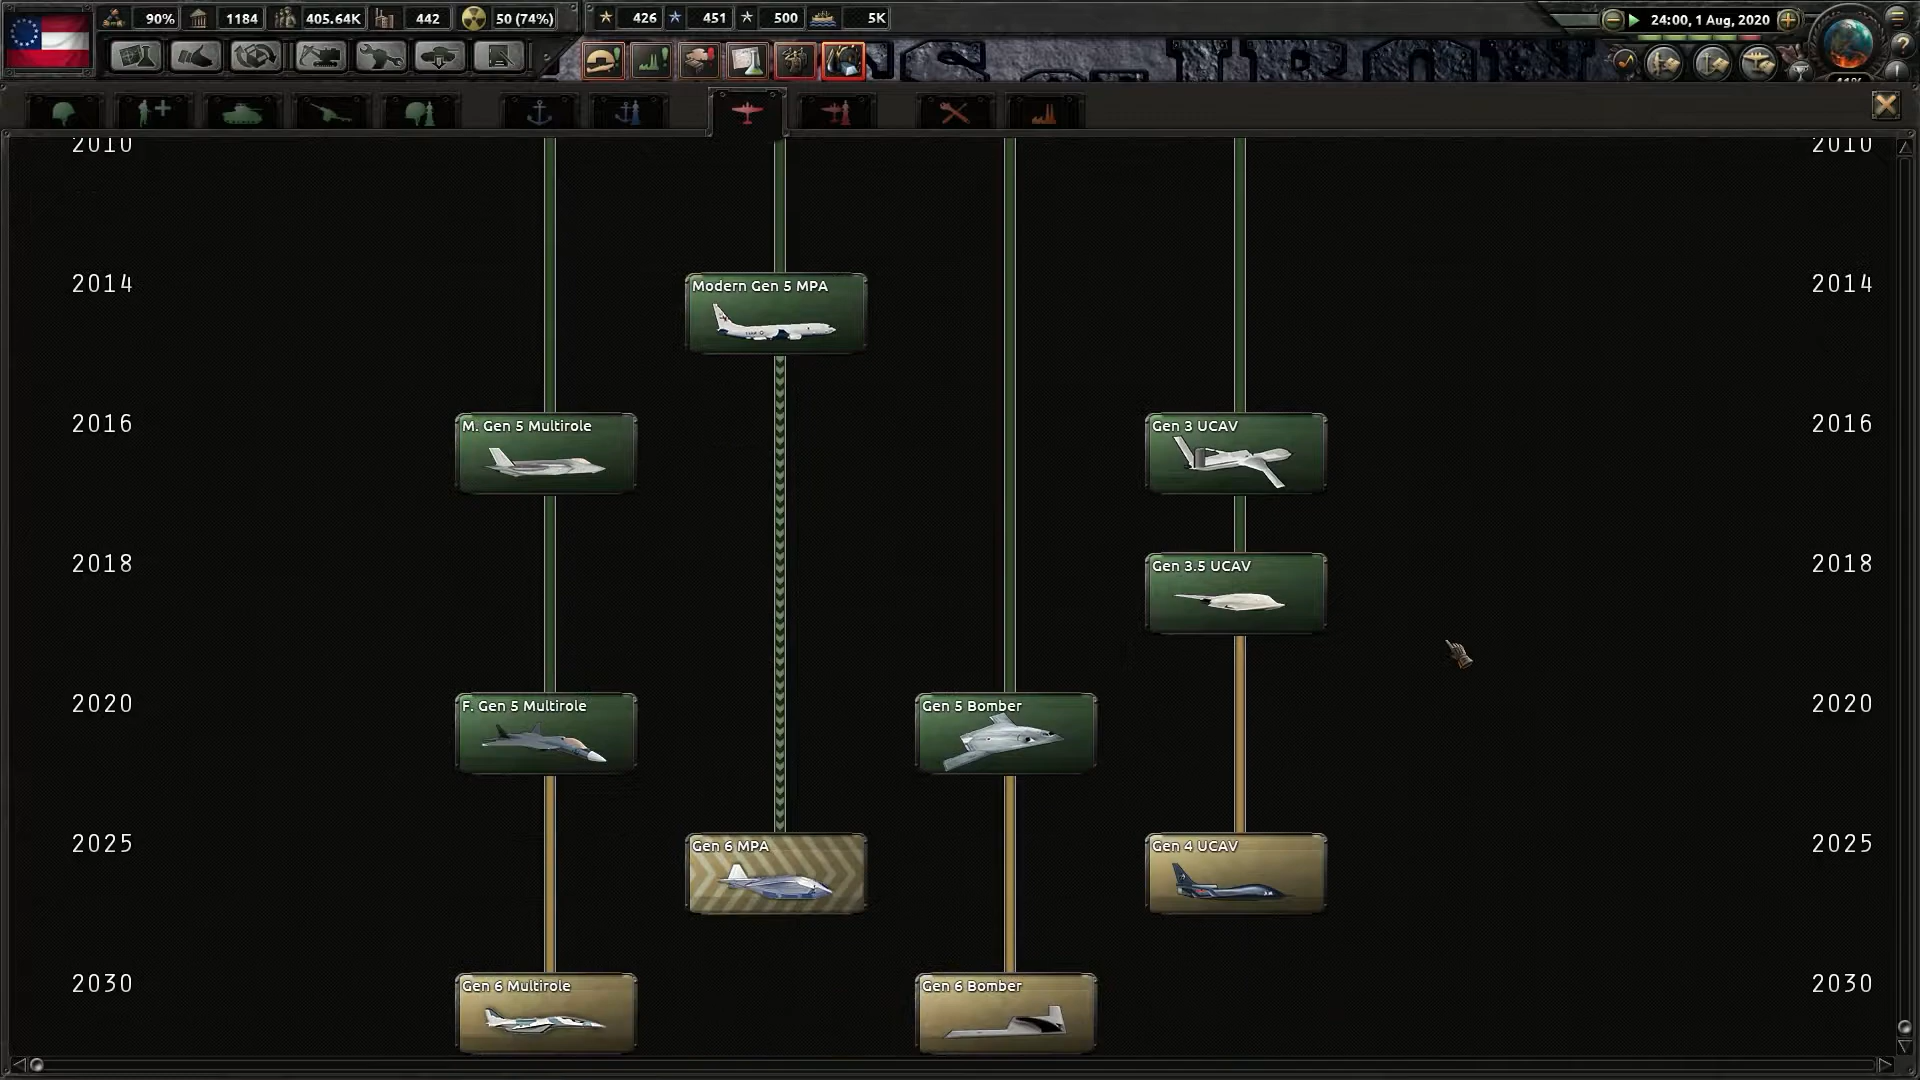 90% 1184 405.64K 442 50 (74%) 426 451 500 5K 24:00, 1 Aug, 2020
41%
2010 2010
2014 Modern Gen 5 MPA 2014
2016 M. Gen 5 Multirole Gen 3 UCAV 2016
2018 Gen 3.5 UCAV 2018
2020 F. Gen 5 Multirole Gen 5 Bomber 2020
2025 Gen 6 MPA Gen 4 UCAV 2025
2030 Gen 6 Multirole Gen 6 Bomber 2030